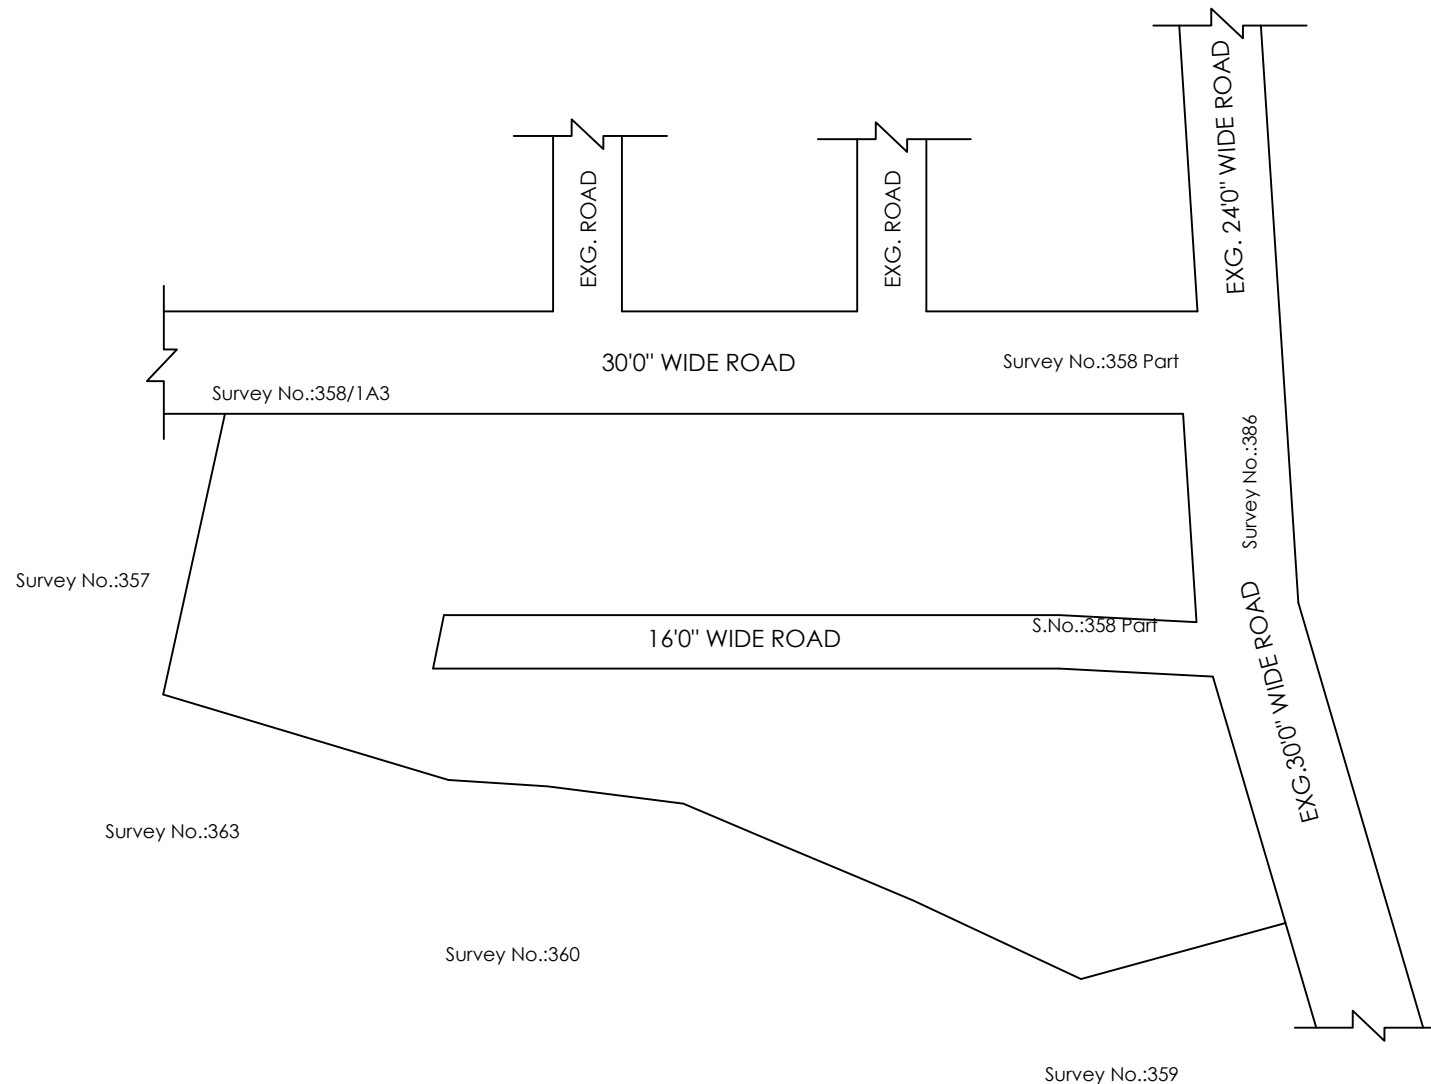 EXG. 24'0" WIDE ROAD
EXG. ROAD
EXG. ROAD
30'0" WIDE ROAD
Survey No.:358 Part
Survey No.:358/1A3
Survey No.:386
Survey No.:357
16'0" WIDE ROAD
S.No.:358 Part
EXG.30'0" WIDE ROAD
Survey No.:363
Survey No.:360
Survey No.:359